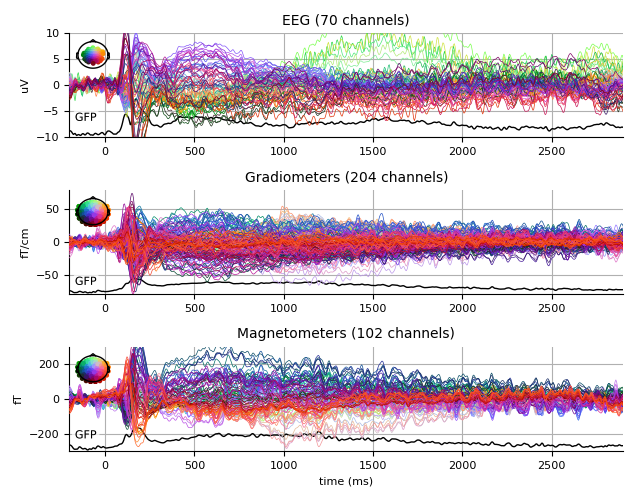 EEG (70 channels)
10
5
0
−5
−10
uV
GFP
0 500 1000 1500 2000 2500
Gradiometers (204 channels)
50
0
−50
fT/cm
GFP
0 500 1000 1500 2000 2500
Magnetometers (102 channels)
200
0
−200
fT
GFP
0 500 1000 1500 2000 2500
time (ms)